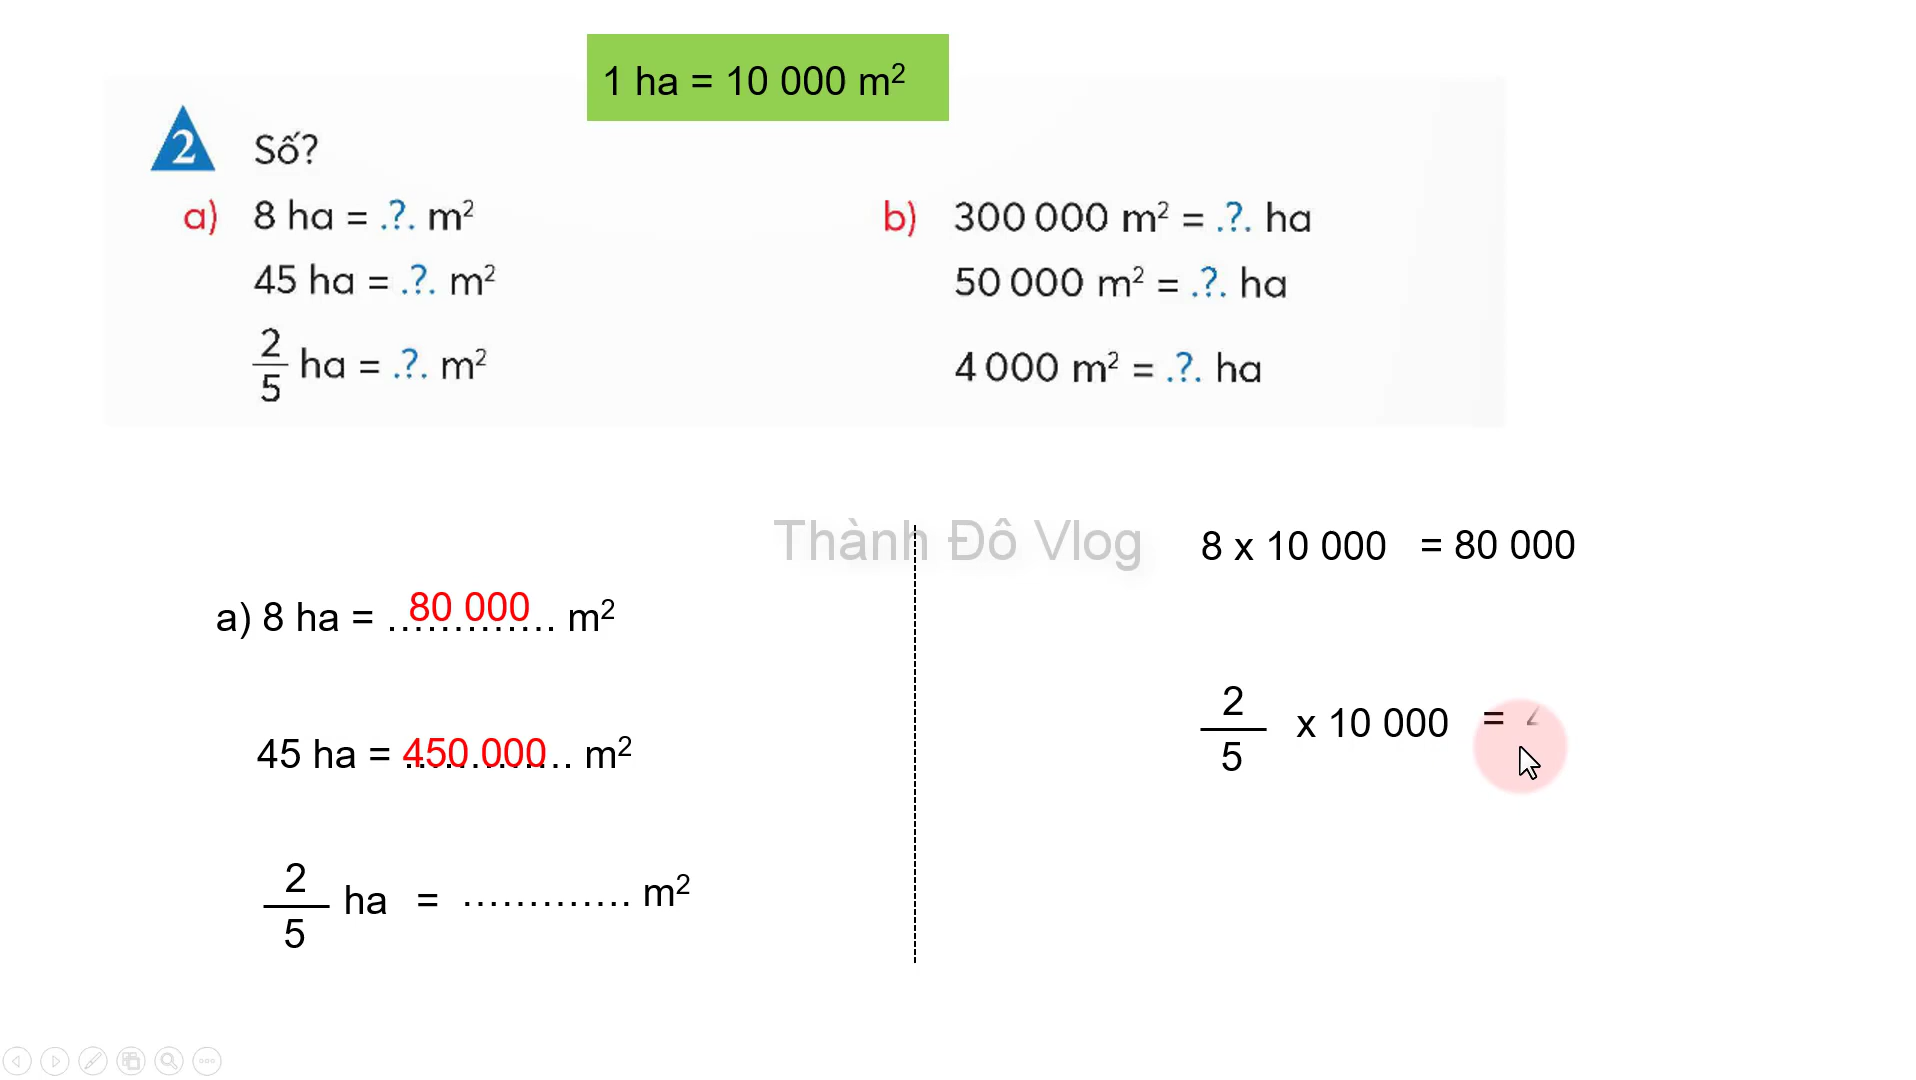 1 ha = 10 000 m²
2 Số?
a) 8 ha = .?. m²
45 ha = .?. m²
2/5 ha = .?. m²
b) 300 000 m² = .?. ha
50 000 m² = .?. ha
4 000 m² = .?. ha
Thành Đô Vlog
a) 8 ha = 80 000 m²
45 ha = 450 000 m²
2/5 ha = ............. m²
8 x 10 000 = 80 000
2/5 x 10 000 =